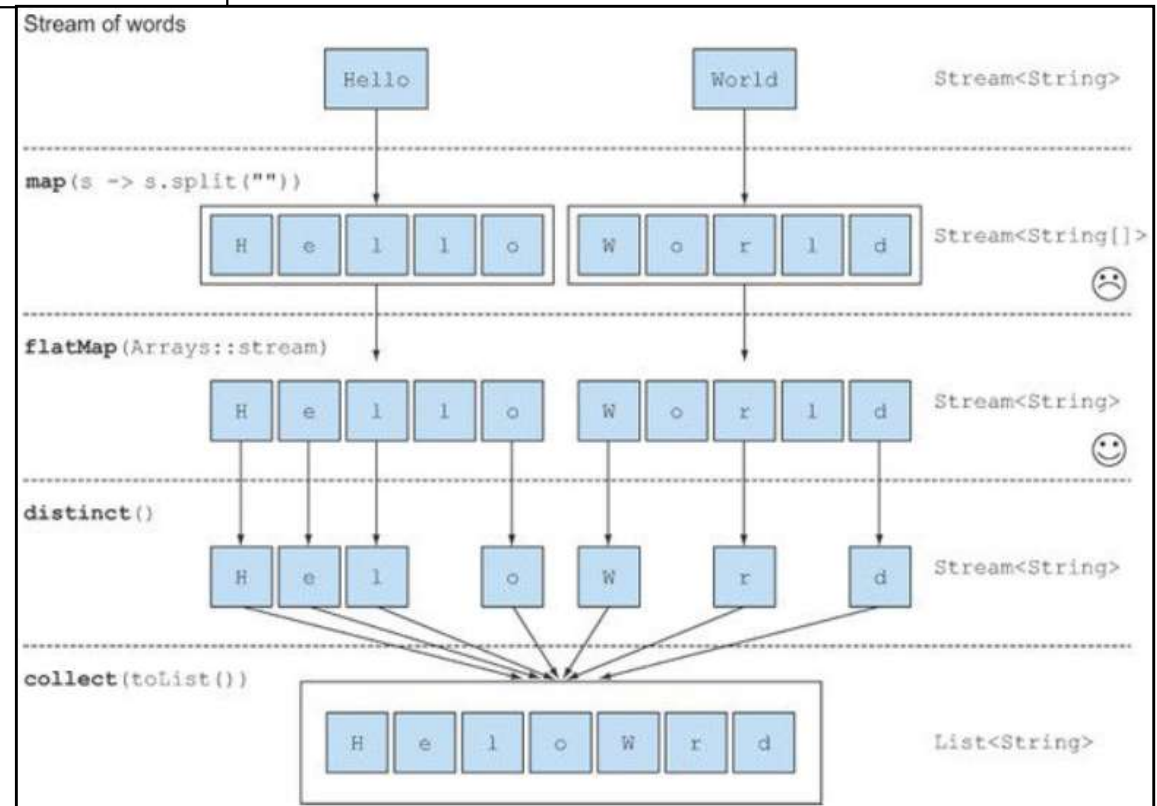 Stream of words
Hello World Stream<String>
map(s -> s.split(""))
H e l l o W o r l d Stream<String[]>
flatMap(Arrays::stream)
H e l l o W o r l d Stream<String>
distinct()
H e l o W r d Stream<String>
collect(toList())
H e l o W r d List<String>